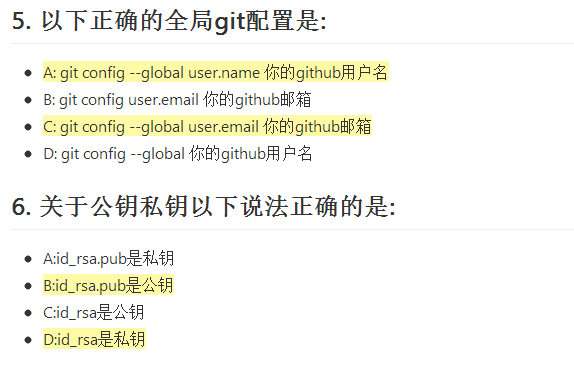 5. 以下正确的全局git配置是:
A: git config --global user.name 你的github用户名
B: git config user.email 你的github邮箱
C: git config --global user.email 你的github邮箱
D: git config --global 你的github用户名
6. 关于公钥私钥以下说法正确的是:
A:id_rsa.pub是私钥
B:id_rsa.pub是公钥
C:id_rsa是公钥
D:id_rsa是私钥